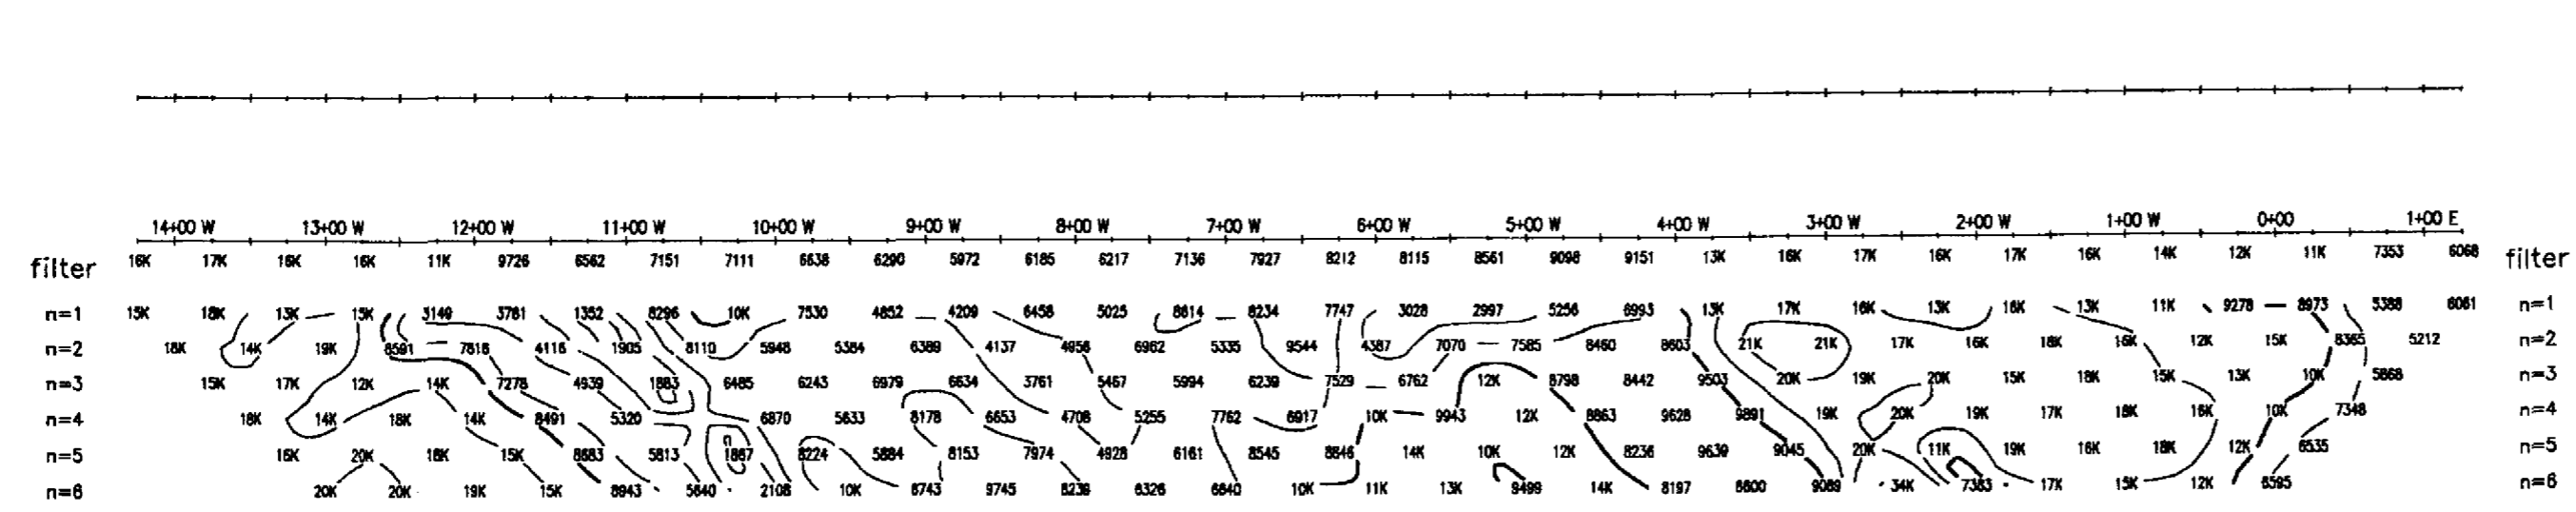 14+00 W 13+00 W 12+00 W 11+00 W 10+00 W 9+00 W 8+00 W 7+00 W 6+00 W 5+00 W 4+00 W 3+00 W 2+00 W 1+00 W 0+00 1+00 E
filter 16K 17K 16K 16K 11K 9726 6562 7151 7111 6638 6290 5972 6185 6217 7136 7927 8212 8115 8561 9098 9151 13K 16K 17K 16K 17K 16K 14K 12K 11K 7353 6068 filter
n=1 15K 18K 13K 15K 3149 3761 1352 8296 10K 7530 4852 4209 6458 5025 8614 8234 7747 3028 2997 5256 6993 13K 17K 16K 13K 16K 13K 11K 9278 8973 5388 6061 n=1
n=2 18K 14K 19K 8591 7816 4116 1905 8110 5948 5384 6389 4137 4956 6962 5335 9544 4387 7070 7585 8460 8603 21K 21K 17K 16K 18K 16K 12K 15K 8365 5212 n=2
n=3 15K 17K 12K 14K 7278 4939 1883 6485 6243 6979 6634 3761 5467 5994 6239 7529 6762 12K 8798 8442 9503 20K 19K 20K 15K 18K 15K 13K 10K 5868 n=3
n=4 18K 14K 18K 14K 8491 5320 6870 5633 8178 6653 4708 5255 7762 6917 10K 9943 12K 8863 9628 9891 19K 20K 19K 17K 18K 16K 10K 7348 n=4
n=5 16K 20K 18K 15K 8683 5813 1867 8224 5884 8153 7974 4928 6161 8545 8846 14K 10K 12K 8236 9639 9045 20K 11K 19K 16K 18K 12K 6535 n=5
n=6 20K 20K 19K 15K 8943 5640 2108 10K 8743 9745 8239 6326 6640 10K 11K 13K 9499 14K 8197 8800 9089 34K 7383 17K 15K 12K 8595 n=6